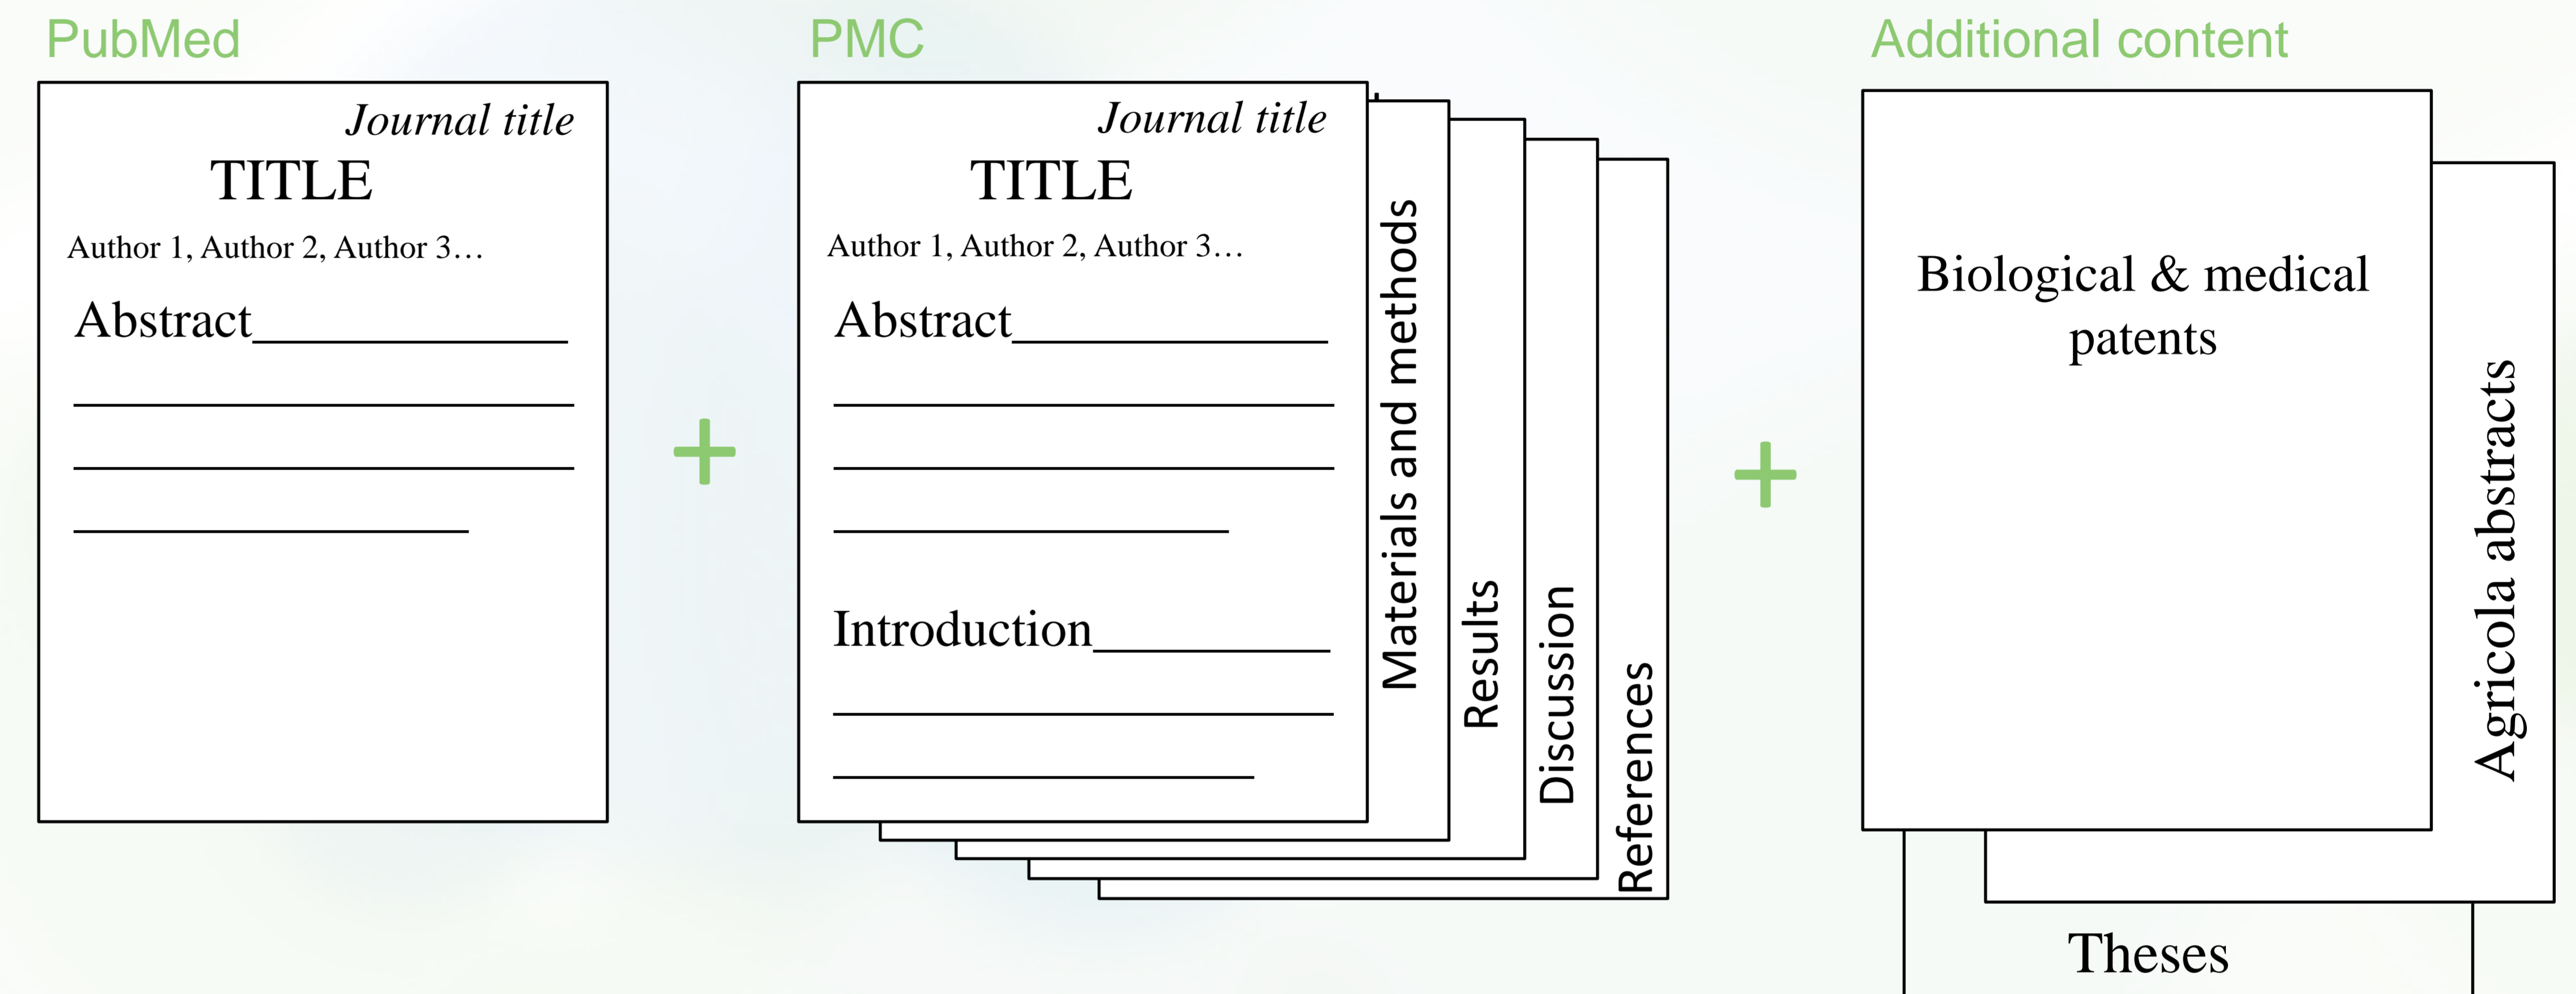 PubMed
Journal title
TITLE
Author 1, Author 2, Author 3…
Abstract
+
PMC
Journal title
TITLE
Author 1, Author 2, Author 3…
Abstract
Introduction
Materials and methods
Results
Discussion
References
+
Additional content
Biological & medical
patents
Agricola abstracts
Theses